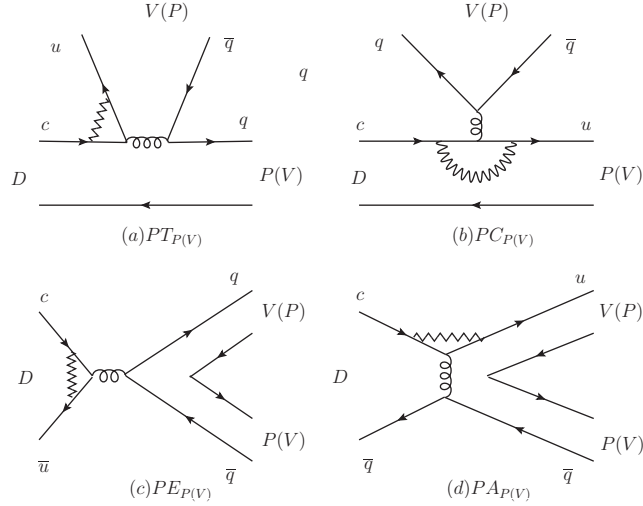 V(P) V(P)
u q̅ q q̅
q
c q c u
D P(V) D P(V)
(a)PT_{P(V)} (b)PC_{P(V)}
q u
c V(P) c V(P)
D D
P(V) P(V)
u̅ q̅ q̅ q̅
(c)PE_{P(V)} (d)PA_{P(V)}